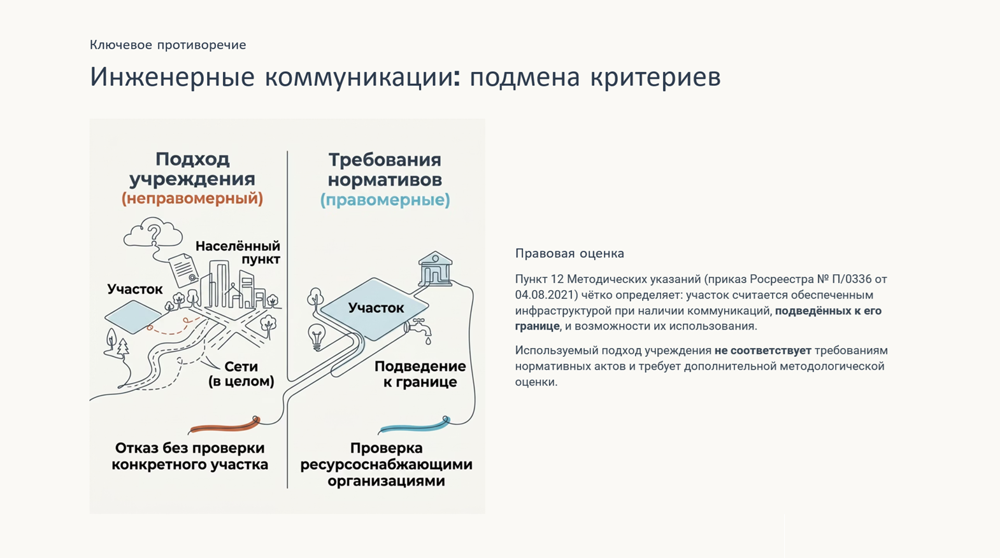 Ключевое противоречие
Инженерные коммуникации: подмена критериев
Подход
учреждения
(неправомерный)
?
Населённый
пункт
Участок
Сети
(в целом)
Отказ без проверки
конкретного участка
Требования
нормативов
(правомерные)
Участок
Подведение
к границе
Проверка
ресурсоснабжающими
организациями
Правовая оценка
Пункт 12 Методических указаний (приказ Росреестра № П/0336 от
04.08.2021) чётко определяет: участок считается обеспеченным
инфраструктурой при наличии коммуникаций, подведённых к его
границе, и возможности их использования.
Используемый подход учреждения не соответствует требованиям
нормативных актов и требует дополнительной методологической
оценки.